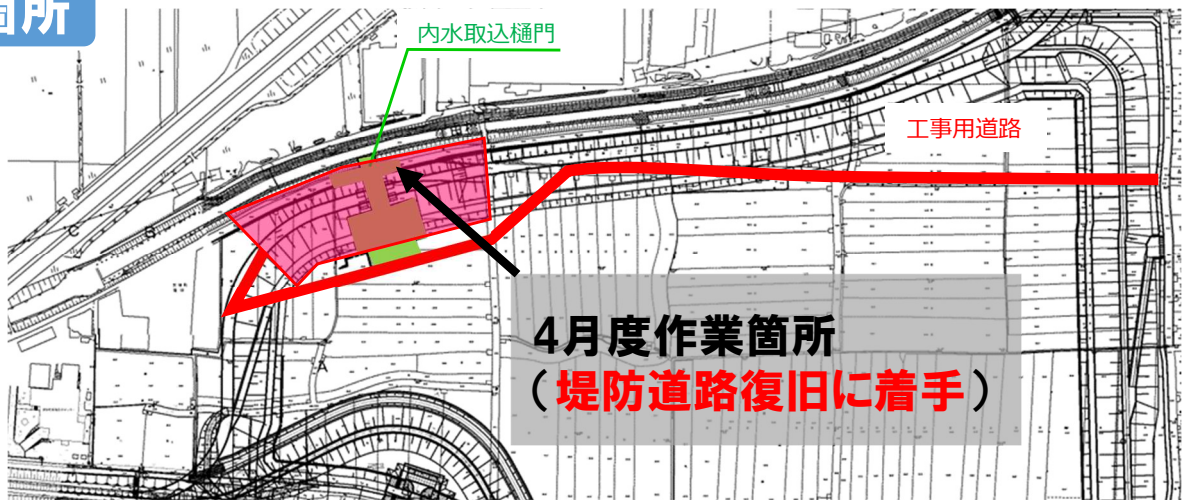 箇所
内水取込樋門
工事用道路
4月度作業箇所
（堤防道路復旧に着手）